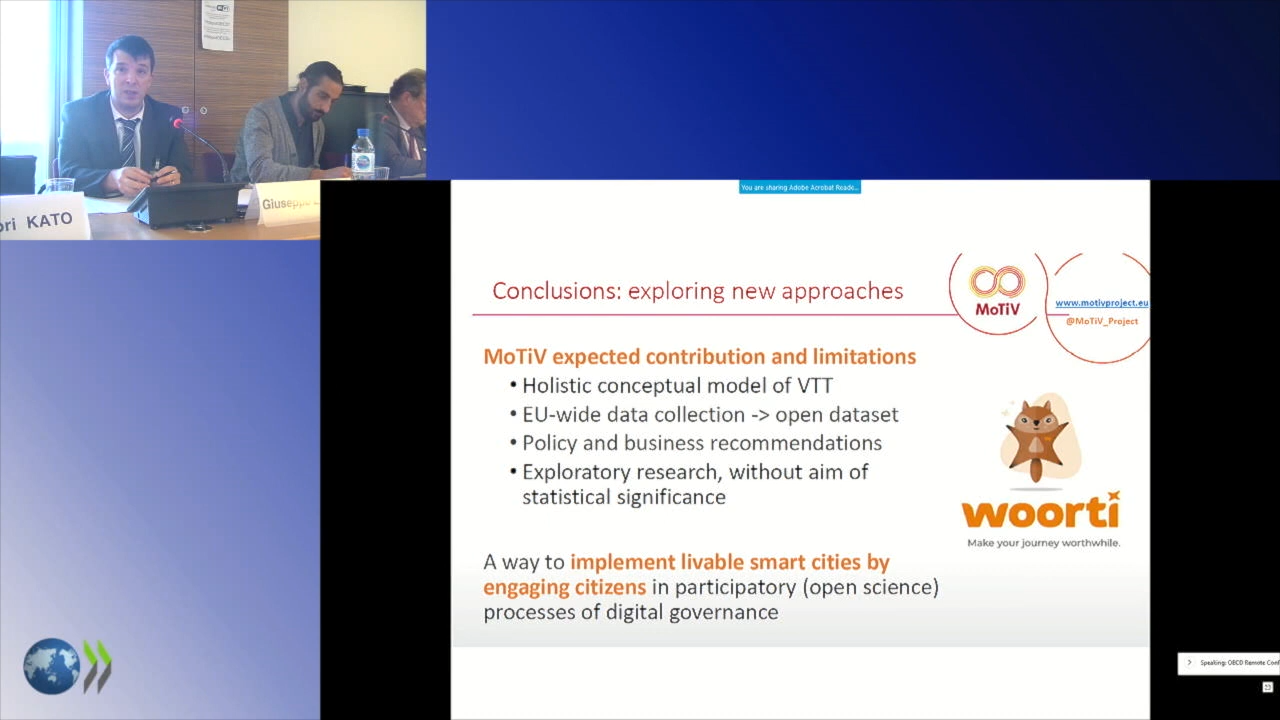 ori KATO
Giuseppe
You are sharing Adobe Acrobat Reade...
Conclusions: exploring new approaches
MoTiV
www.motivproject.eu
@MoTiV_Project
MoTiV expected contribution and limitations
• Holistic conceptual model of VTT
• EU-wide data collection -> open dataset
• Policy and business recommendations
• Exploratory research, without aim of
statistical significance
woorti
Make your journey worthwhile.
A way to implement livable smart cities by
engaging citizens in participatory (open science)
processes of digital governance
Speaking: OECD Remote Conf